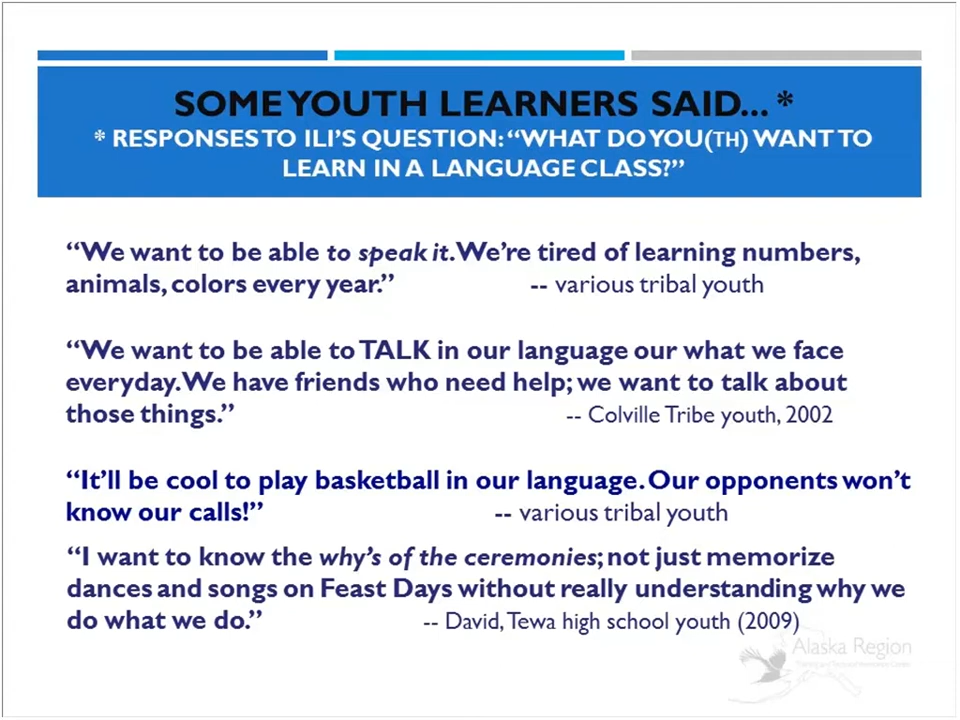 SOME YOUTH LEARNERS SAID... *
* RESPONSES TO ILI'S QUESTION: “WHAT DO YOU(TH) WANT TO
LEARN IN A LANGUAGE CLASS?”
“We want to be able to speak it. We’re tired of learning numbers,
animals, colors every year.” -- various tribal youth
“We want to be able to TALK in our language our what we face
everyday. We have friends who need help; we want to talk about
those things.” -- Colville Tribe youth, 2002
“It’ll be cool to play basketball in our language. Our opponents won’t
know our calls!” -- various tribal youth
“I want to know the why’s of the ceremonies; not just memorize
dances and songs on Feast Days without really understanding why we
do what we do.” -- David, Tewa high school youth (2009)
Alaska Region